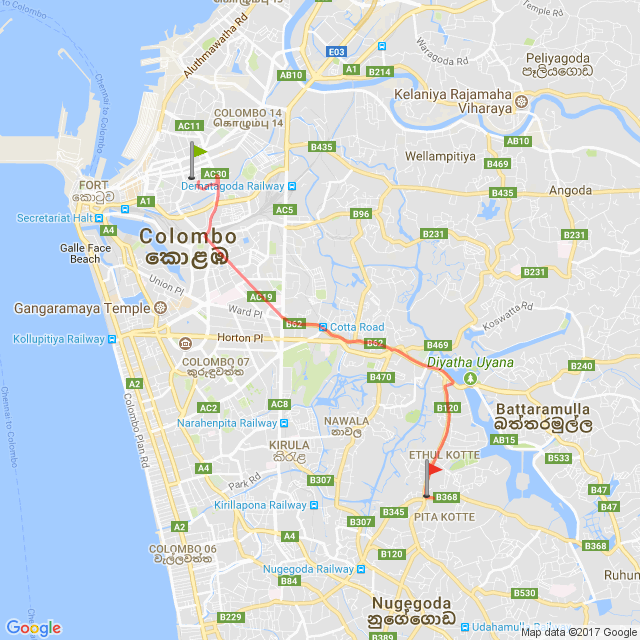 கொழும்பு
Aluthmawatha Rd
E03
A1
B214
AB10
Waragoda Rd
Temple Rd
Peliyagoda
පෑලියගොඩ
Kelaniya Rajamaha
Viharaya
Chennai to Colombo
COLOMBO 14
கொழும்பு 14
AC11
AB10
B435
Wellampitiya
B469
Angoda
B435
AC30
Dematagoda Railway
FORT
කොටුව
A1
Secretariat Halt
A4
AC5
B96
Galle Face
Beach
Colombo
කොළඹ
B231
B231
Union Pl
Gangaramaya Temple
AC19
Ward Pl
B62
Cotta Road
Koswatta Rd
Kollupitiya Railway
Horton Pl
B62
B469
Diyatha Uyana
B240
COLOMBO 07
කුරුඳුවත්ත
A2
B470
AC2
AC8
B120
Battaramulla
බත්තරමුල්ල
Colombo Plan Rd
Narahenpita Railway
NAWALA
නාවල
AB15
KIRULA
කිරුළ
ETHUL KOTTE
B533
A4
Park Rd
B307
B368
B47
B47
Chennai to Colombo
Kirillapona Railway
B345
PITA KOTTE
A2
B307
B368
COLOMBO 06
වැල්ලවත්ත
B120
Nugegoda Railway
B84
Ruhun
B530
B229
Nugegoda
නුගේගොඩ
Udahamulla Railway
B389
Google
Map data ©2017 Google